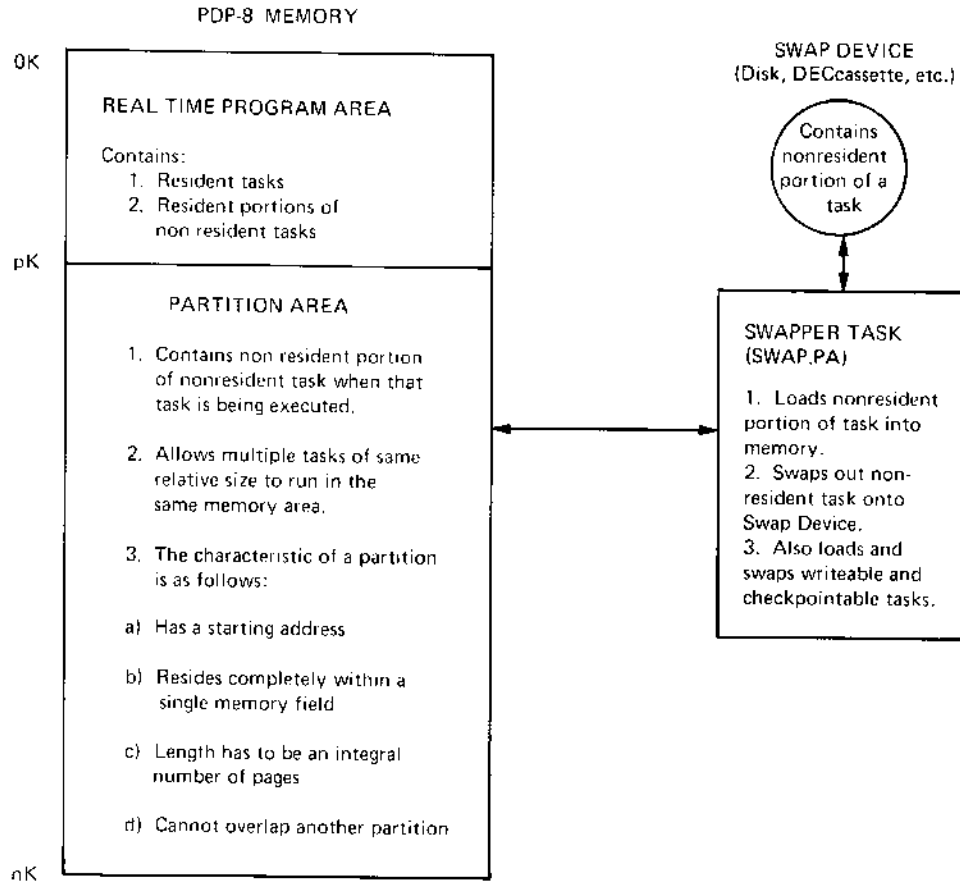 PDP-8 MEMORY
0K
REAL TIME PROGRAM AREA
Contains:
1. Resident tasks
2. Resident portions of
non resident tasks
pK
PARTITION AREA
1. Contains non resident portion
of nonresident task when that
task is being executed.
2. Allows multiple tasks of same
relative size to run in the
same memory area.
3. The characteristic of a partition
is as follows:
a) Has a starting address
b) Resides completely within a
single memory field
c) Length has to be an integral
number of pages
d) Cannot overlap another partition
nK
SWAP DEVICE
(Disk, DECcassette, etc.)
Contains
nonresident
portion of a
task
SWAPPER TASK
(SWAP.PA)
1. Loads nonresident
portion of task into
memory.
2. Swaps out non-
resident task onto
Swap Device.
3. Also loads and
swaps writeable and
checkpointable tasks.